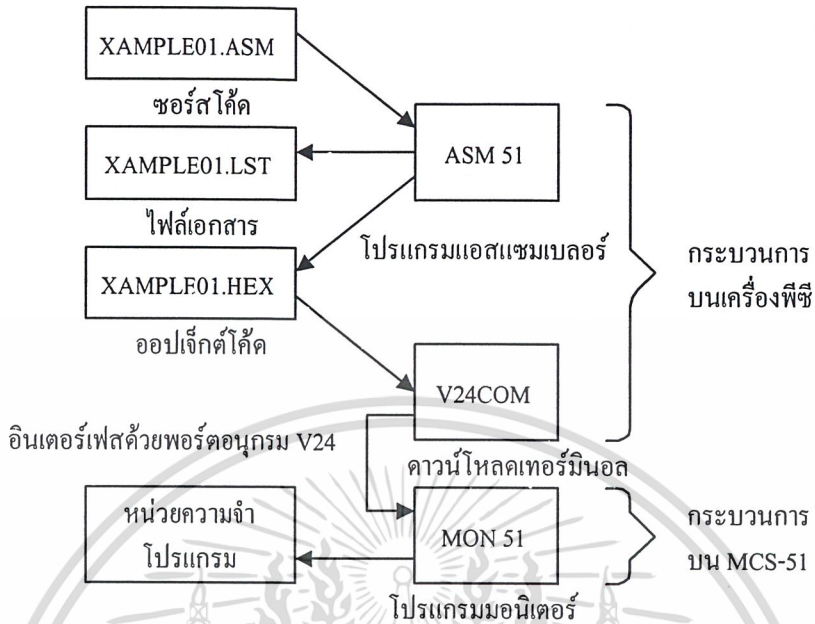 XAMPLE01.ASM
ซอร์สโค้ด
XAMPLE01.LST
ไฟล์เอกสาร
XAMPLE01.HEX
ออปเจ็กต์โค้ด
ASM 51
โปรแกรมแอสแซมเบลอร์
กระบวนการ
บนเครื่องพีซี
V24COM
อินเตอร์เฟสด้วยพอร์ตอนุกรม V24
ดาวน์โหลดเทอร์มินอล
หน่วยความจำ
โปรแกรม
MON 51
โปรแกรมมอนิเตอร์
กระบวนการ
บน MCS-51